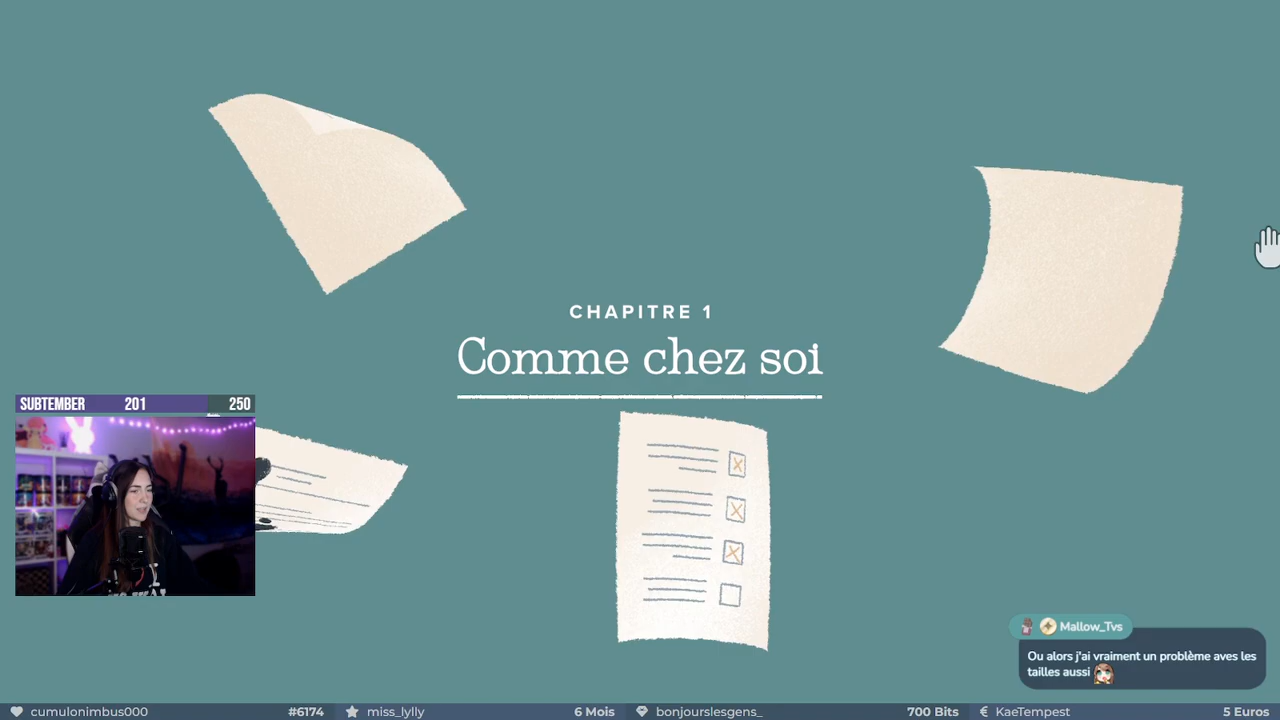 CHAPITRE 1
Comme chez soi
SUBTEMBER 201 250
Mallow_Tvs
Ou alors j'ai vraiment un problème avec les
tailles aussi
cumulonimbus000 #6174 miss_lylly 6 Mois bonjourslesgens_ 700 Bits KaeTempest 5 Euros